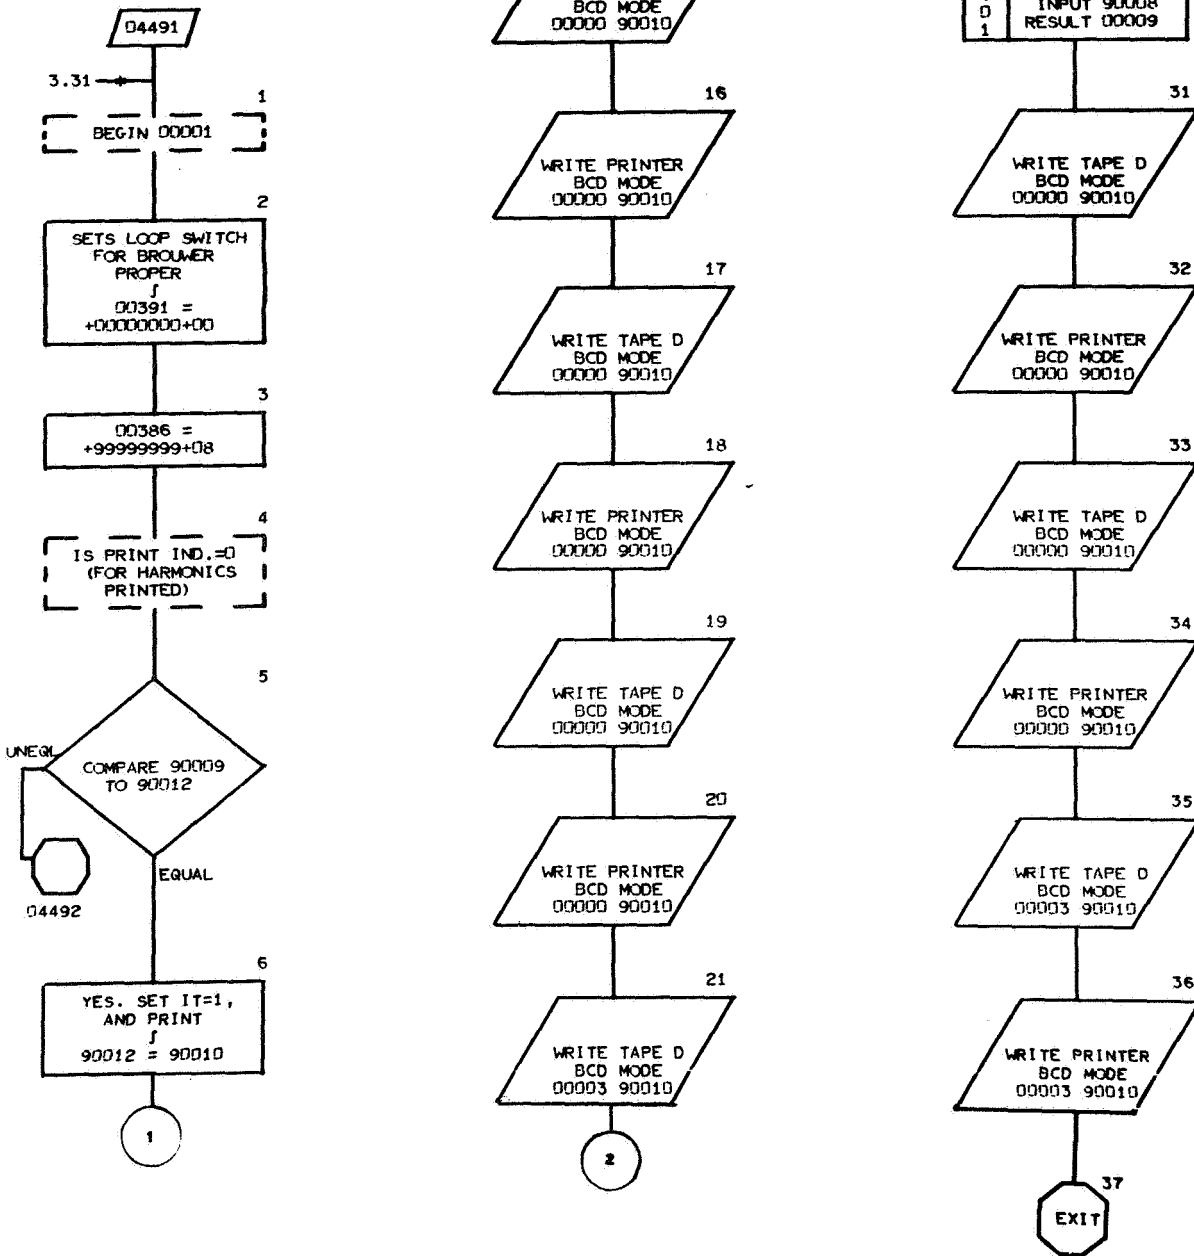 04491
3.31
1
BEGIN 00001
2
SETS LOOP SWITCH
FOR BROUWER
PROPER
∫
00391 =
+00000000+00
3
00386 =
+99999999+08
4
IS PRINT IND.=0
(FOR HARMONICS
PRINTED)
5
UNEQL
COMPARE 90009
TO 90012
EQUAL
04492
6
YES. SET IT=1,
AND PRINT
∫
90012 = 90010
1
BCD MODE
00000 90010
16
WRITE PRINTER
BCD MODE
00000 90010
17
WRITE TAPE D
BCD MODE
00000 90010
18
WRITE PRINTER
BCD MODE
00000 90010
19
WRITE TAPE D
BCD MODE
00000 90010
20
WRITE PRINTER
BCD MODE
00000 90010
21
WRITE TAPE D
BCD MODE
00003 90010
2
0
1
INPUT 90008
RESULT 00009
31
WRITE TAPE D
BCD MODE
00000 90010
32
WRITE PRINTER
BCD MODE
00000 90010
33
WRITE TAPE D
BCD MODE
00000 90010
34
WRITE PRINTER
BCD MODE
00000 90010
35
WRITE TAPE D
BCD MODE
00003 90010
36
WRITE PRINTER
BCD MODE
00003 90010
37
EXIT